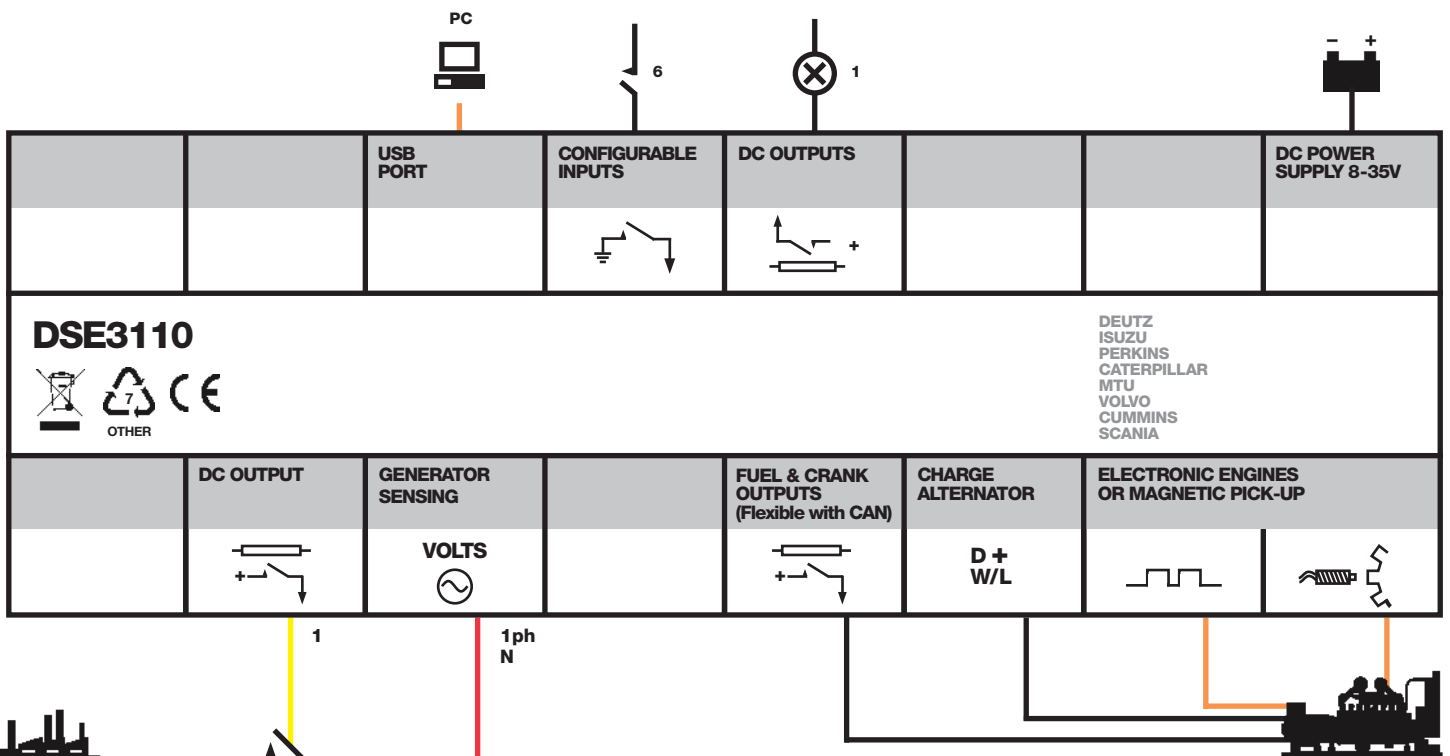 PC
6
1
- +
USB
PORT
CONFIGURABLE
INPUTS
DC OUTPUTS
DC POWER
SUPPLY 8-35V
+
DSE3110
7
CE
OTHER
DEUTZ
ISUZU
PERKINS
CATERPILLAR
MTU
VOLVO
CUMMINS
SCANIA
DC OUTPUT
GENERATOR
SENSING
FUEL & CRANK
OUTPUTS
(Flexible with CAN)
CHARGE
ALTERNATOR
ELECTRONIC ENGINES
OR MAGNETIC PICK-UP
+
VOLTS
+
D +
W/L
1
1ph
N